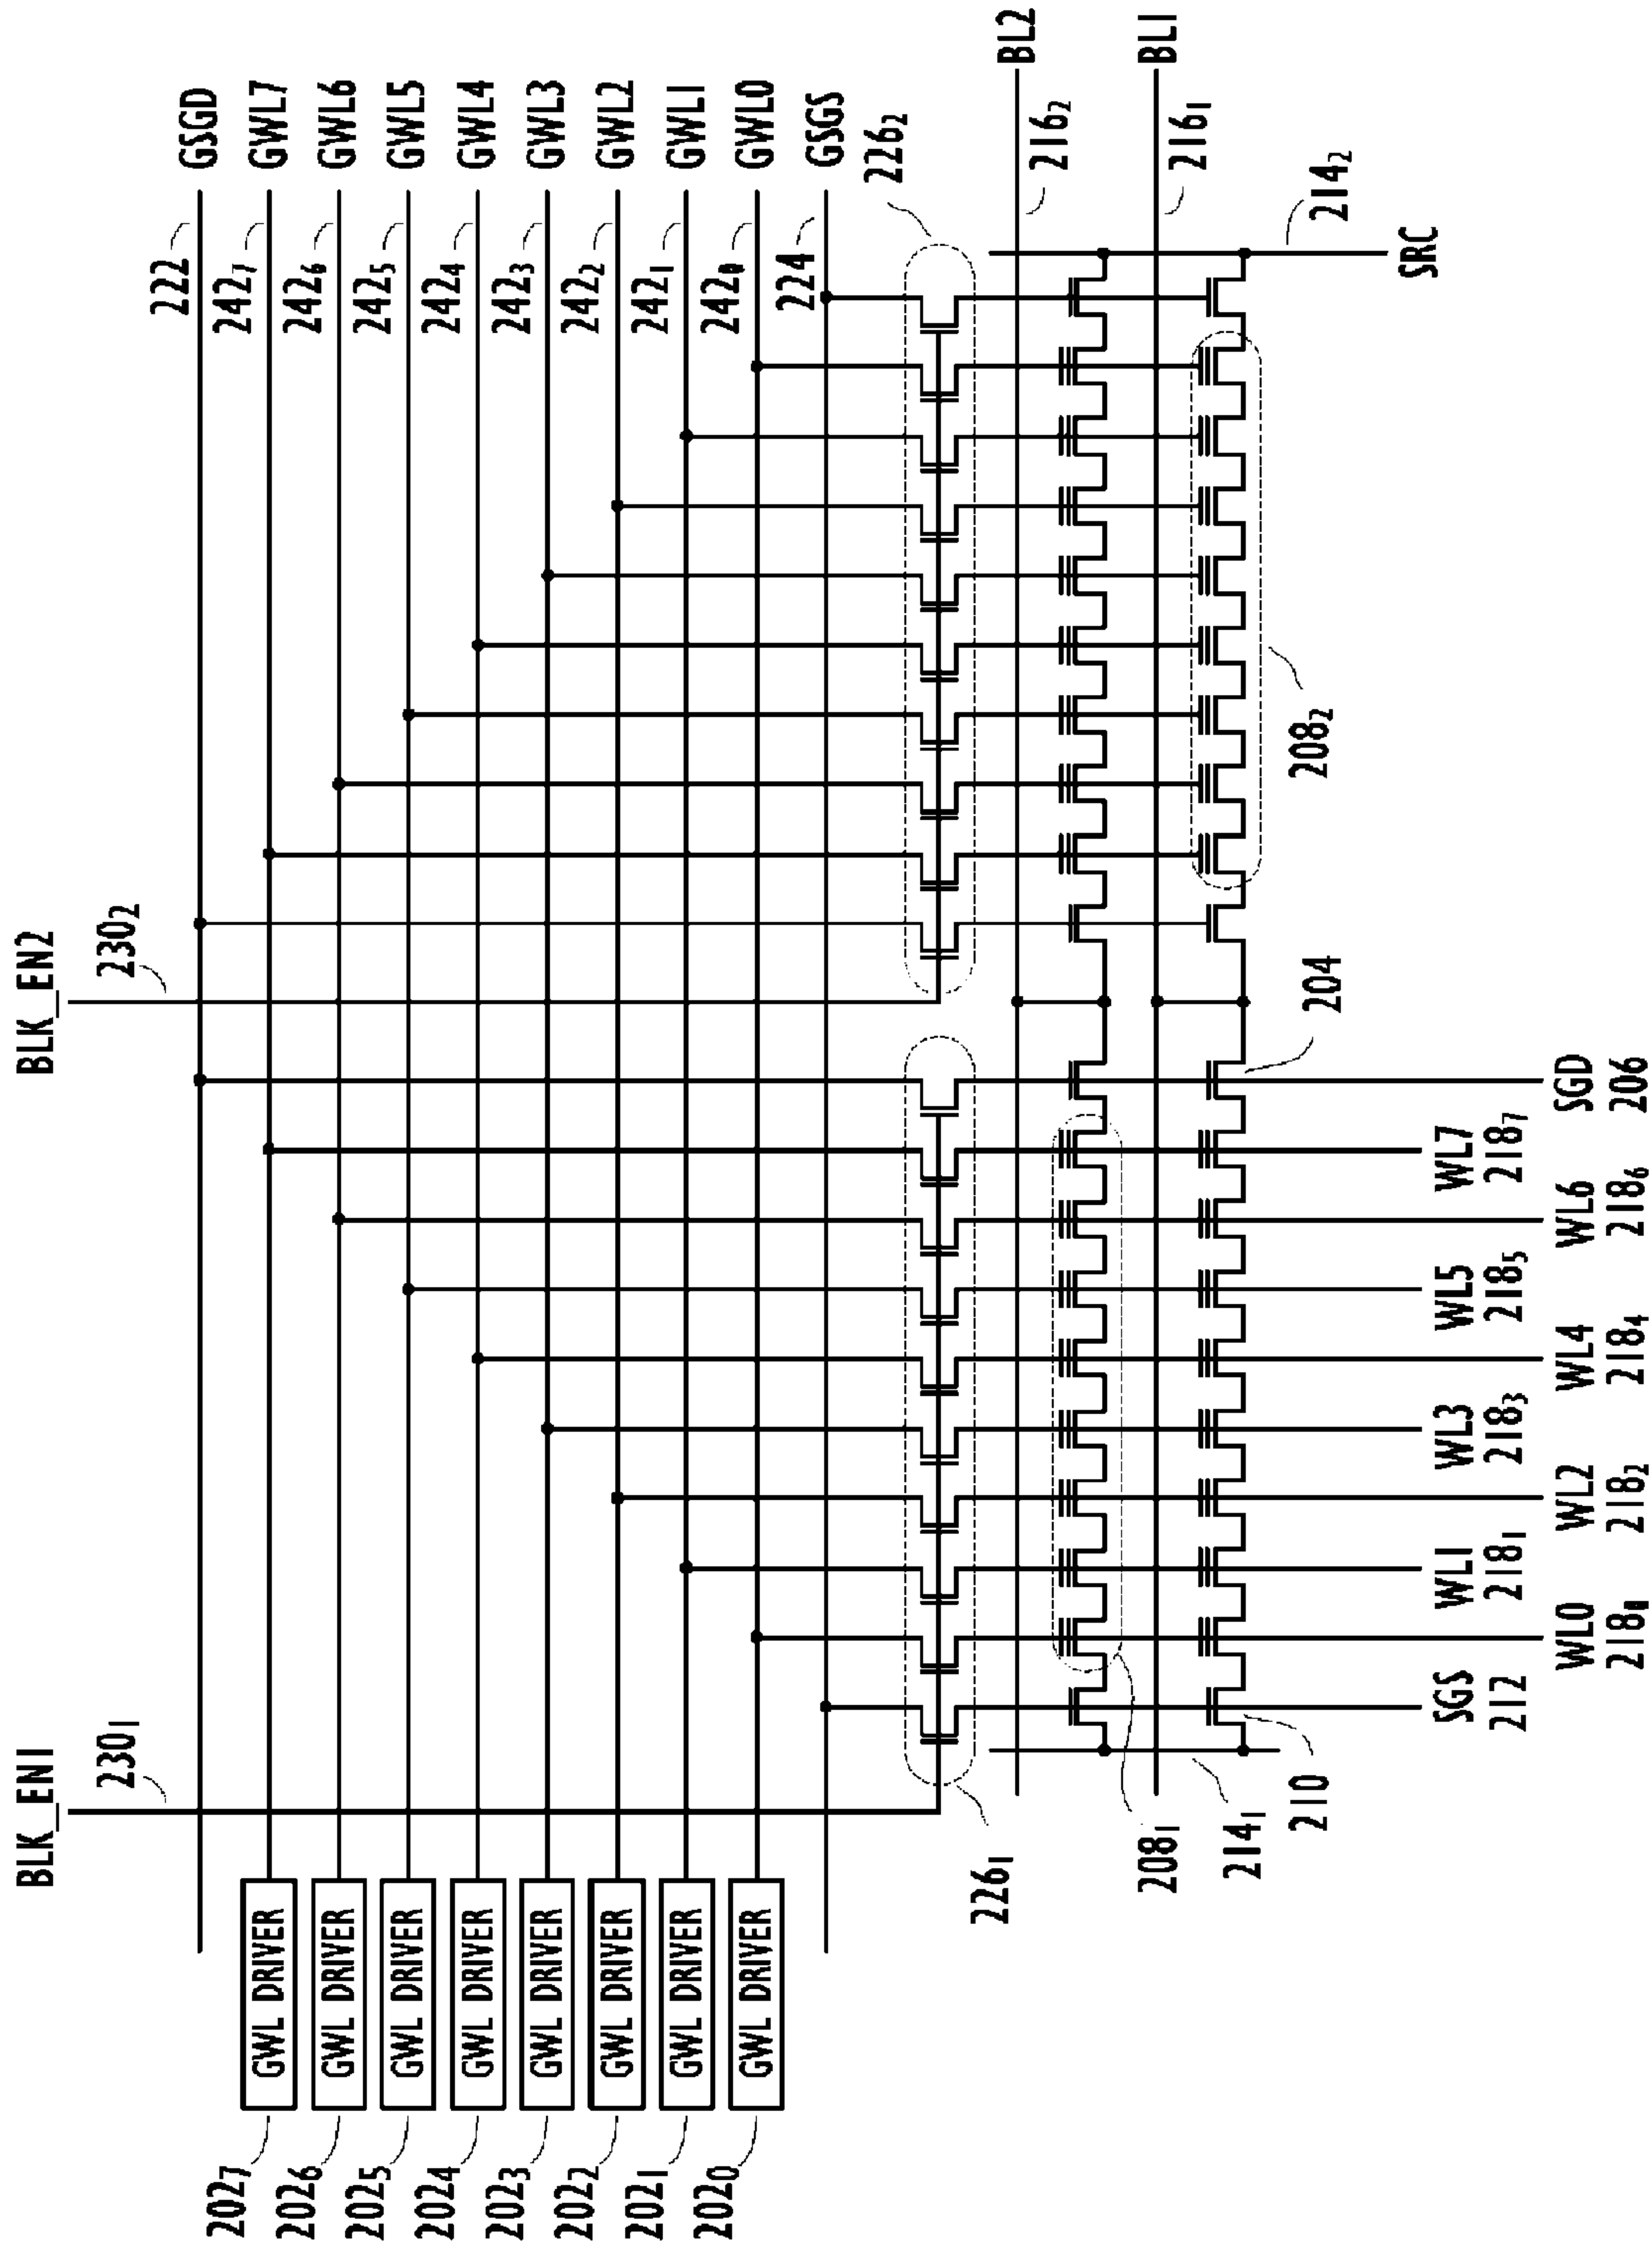 BLK_EN1
230₁
BLK_EN2
230₂
GWL DRIVER
GWL DRIVER
GWL DRIVER
GWL DRIVER
GWL DRIVER
GWL DRIVER
GWL DRIVER
GWL DRIVER
202₇
202₆
202₅
202₄
202₃
202₂
202₁
202₀
222
GSGD
242₇
GWL7
242₆
GWL6
242₅
GWL5
242₄
GWL4
242₃
GWL3
242₂
GWL2
242₁
GWL1
242₀
GWL0
224
GSGS
226₂
226₁
BL2
216₂
BL1
216₁
214₂
SRC
208₂
204
208₁
214₁
210
SGS
212
WL0
218₀
WL1
218₁
WL2
218₂
WL3
218₃
WL4
218₄
WL5
218₅
WL6
218₆
WL7
218₇
SGD
206